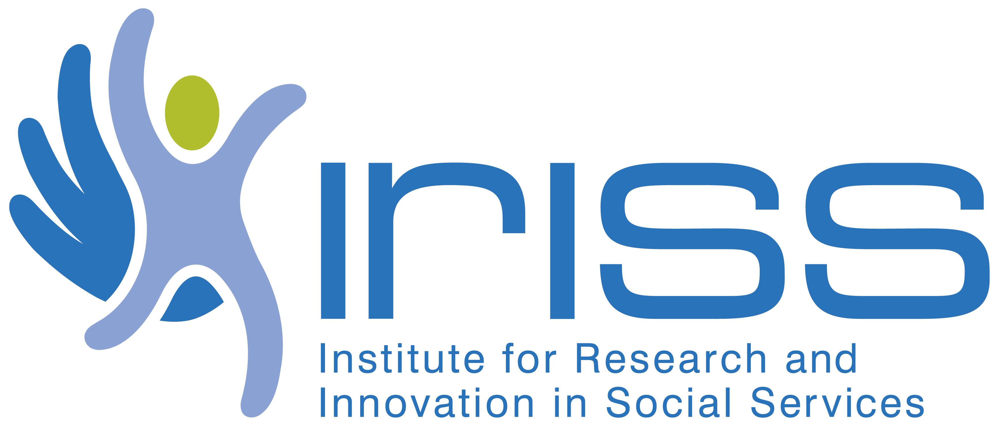 IrISS
Institute for Research and
Innovation in Social Services